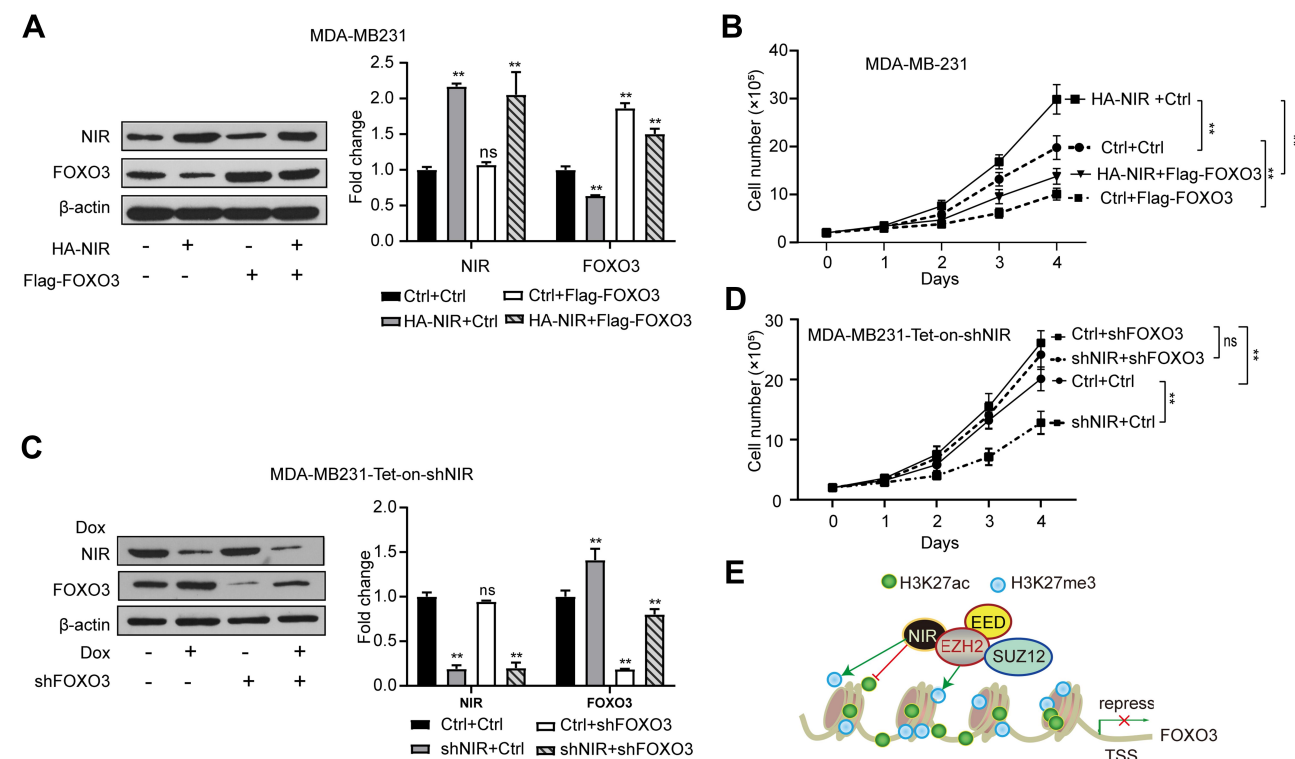 A
MDA-MB231
NIR
FOXO3
β-actin
HA-NIR - + - +
Flag-FOXO3 - - + +
Fold change
2.5
2.0
1.5
1.0
0.5
0.0
**
ns
**
**
**
**
NIR
FOXO3
Ctrl+Ctrl
Ctrl+Flag-FOXO3
HA-NIR+Ctrl
HA-NIR+Flag-FOXO3
B
MDA-MB-231
Cell number (×10⁵)
40
30
20
10
0
0 1 2 3 4
Days
HA-NIR +Ctrl
Ctrl+Ctrl
HA-NIR+Flag-FOXO3
Ctrl+Flag-FOXO3
**
**
C
MDA-MB231-Tet-on-shNIR
Dox
NIR
FOXO3
β-actin
Dox - + - +
shFOXO3 - - + +
Fold change
2.0
1.5
1.0
0.5
0.0
**
ns
**
**
**
**
NIR
FOXO3
Ctrl+Ctrl
Ctrl+shFOXO3
shNIR+Ctrl
shNIR+shFOXO3
D
MDA-MB231-Tet-on-shNIR
Cell number (×10⁵)
30
20
10
0
0 1 2 3 4
Days
Ctrl+shFOXO3
shNIR+shFOXO3
Ctrl+Ctrl
shNIR+Ctrl
ns
**
**
E
H3K27ac
H3K27me3
NIR
EED
EZH2
SUZ12
repress
FOXO3
TSS